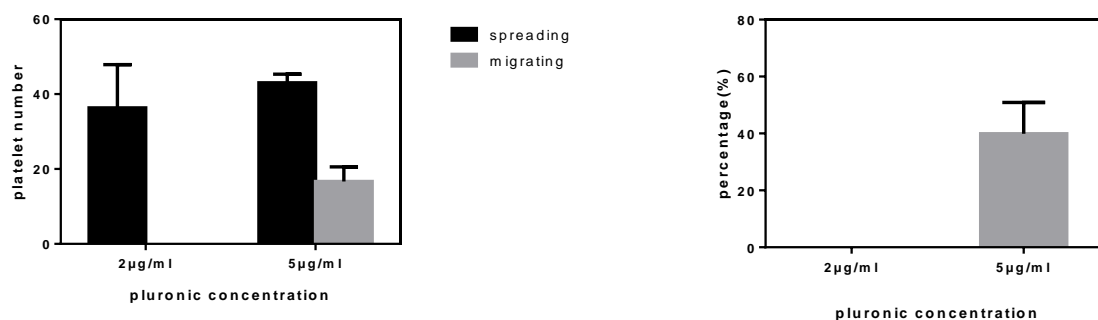 60
40
20
0
platelet number
2µg/ml
5µg/ml
pluronic concentration
spreading
migrating
80
60
40
20
0
percentage(%)
2µg/ml
5µg/ml
pluronic concentration